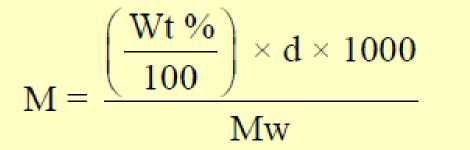 M = (Wt % / 100) × d × 1000 / Mw